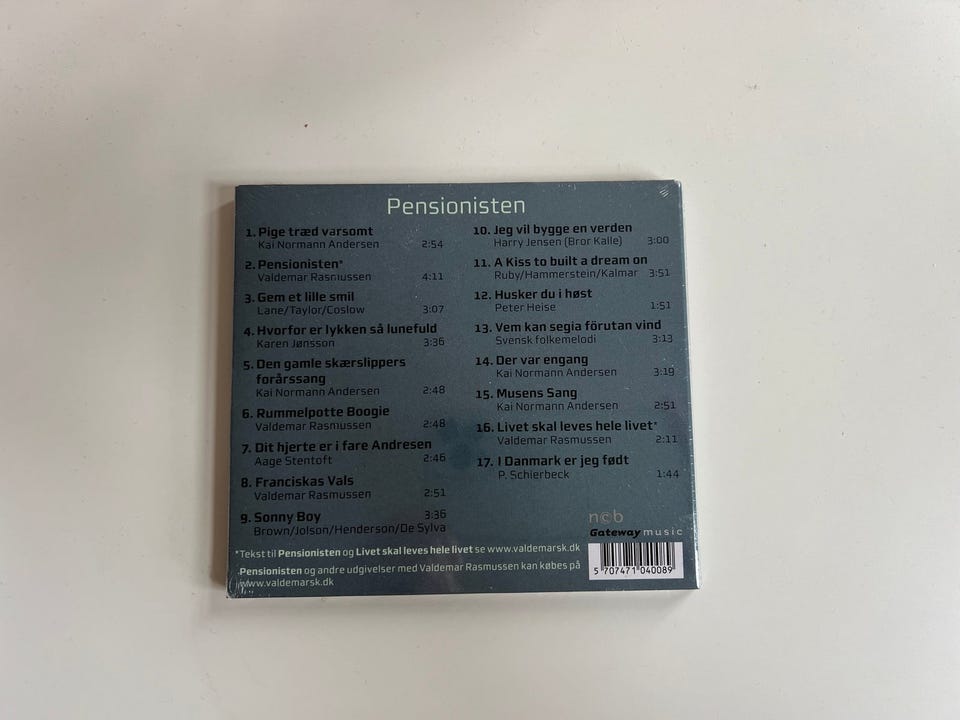 Pensionisten
1. Pige træd varsomt
Kai Normann Andersen 2:54
2. Pensionisten*
Valdemar Rasmussen 4:11
3. Gem et lille smil
Lane/Taylor/Coslow 3:07
4. Hvorfor er lykken så lunefuld
Karen Jønsson 3:36
5. Den gamle skærslippers
forårssang
Kai Normann Andersen 2:48
6. Rummelpotte Boogie
Valdemar Rasmussen 2:48
7. Dit hjerte er i fare Andresen
Aage Stentoft 2:46
8. Franciskas Vals
Valdemar Rasmussen 2:51
9. Sonny Boy 3:36
Brown/Jolson/Henderson/De Sylva
10. Jeg vil bygge en verden
Harry Jensen (Bror Kalle) 3:00
11. A Kiss to built a dream on
Ruby/Hammerstein/Kalmar 3:51
12. Husker du i høst
Peter Heise 1:51
13. Vem kan segla förutan vind
Svensk folkemelodi 3:13
14. Der var engang
Kai Normann Andersen 3:19
15. Musens Sang
Kai Normann Andersen 2:51
16. Livet skal leves hele livet*
Valdemar Rasmussen 2:11
17. I Danmark er jeg født
P. Schierbeck 1:44
*Tekst til Pensionisten og Livet skal leves hele livet se www.valdemarsk.dk
Pensionisten og andre udgivelser med Valdemar Rasmussen kan købes på
www.valdemarsk.dk
n©b
Gateway music
5 707471 040089